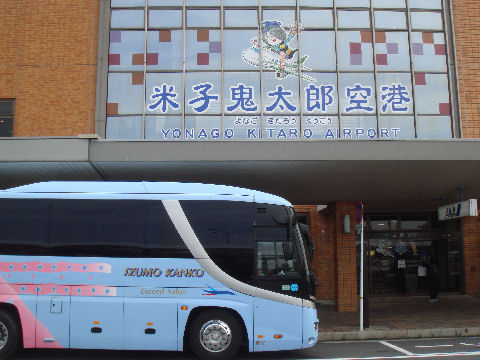 米子鬼太郎空港
よなご きたろう くうこう
YONAGO KITARO AIRPORT
ANA
IZUMO KANKO
Exceed Salon